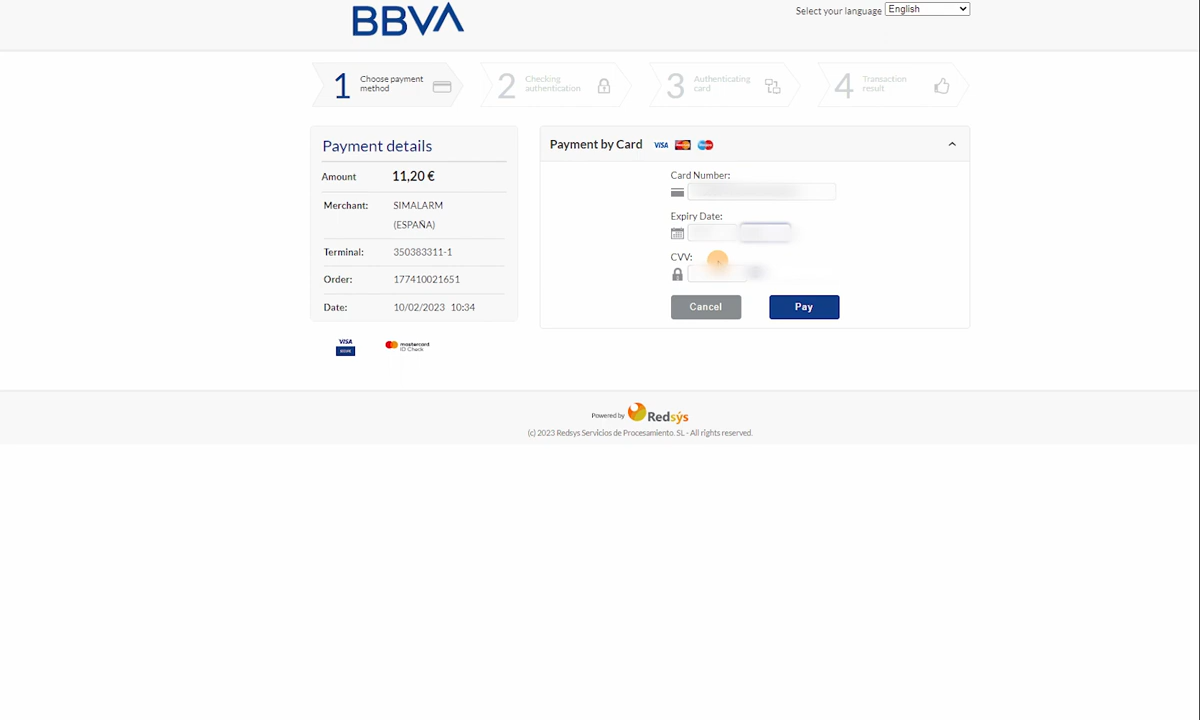 BBVA
Select your language English
1 Choose payment method
2 Checking authentication
3 Authenticating card
4 Transaction result
Payment details
Amount 11,20 €
Merchant: SIMALARM
(ESPAÑA)
Terminal: 350383311-1
Order: 177410021651
Date: 10/02/2023 10:34
VISA
mastercard
ID Check
Payment by Card VISA
Card Number:
Expiry Date:
CVV:
Cancel Pay
Powered by Redsýs
(c) 2023 Redsys Servicios de Procesamiento. SL - All rights reserved.